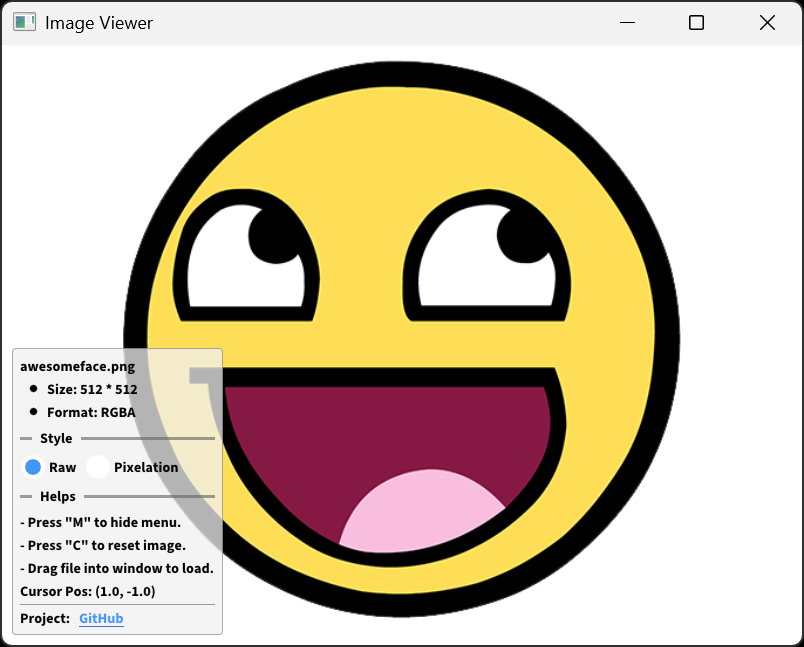 Image Viewer
awesomeface.png
Size: 512 * 512
Format: RGBA
Style
Raw Pixelation
Helps
- Press "M" to hide menu.
- Press "C" to reset image.
- Drag file into window to load.
Cursor Pos: (1.0, -1.0)
Project: GitHub